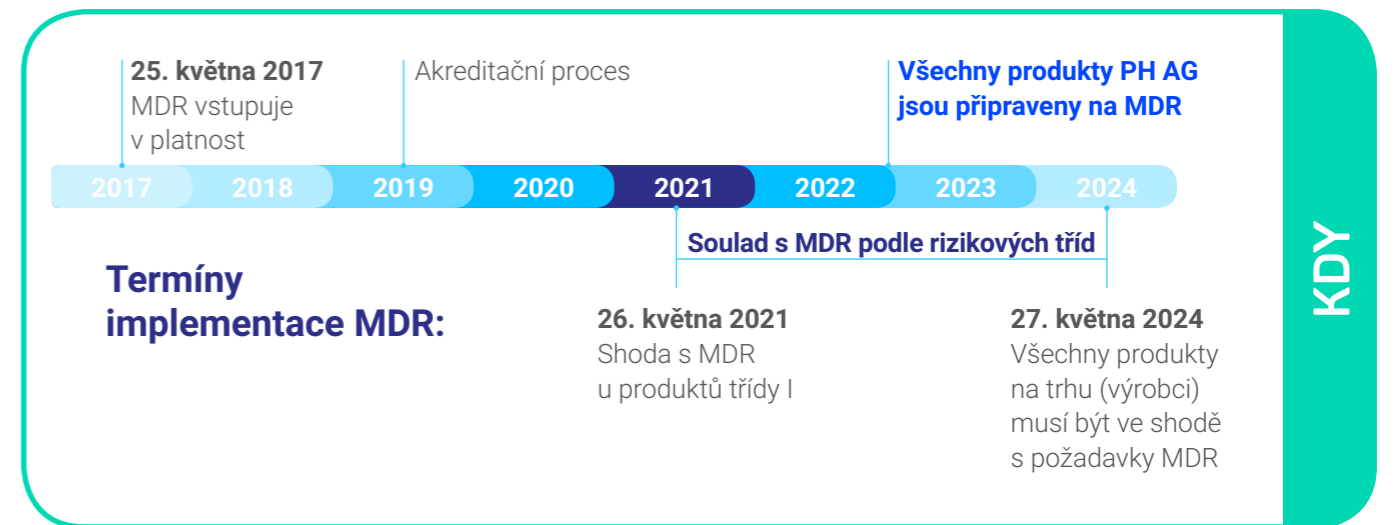 25. května 2017
MDR vstupuje
v platnost
Akreditační proces
Všechny produkty PH AG
jsou připraveny na MDR
2017 2018 2019 2020 2021 2022 2023 2024
Soulad s MDR podle rizikových tříd
Termíny
implementace MDR:
26. května 2021
Shoda s MDR
u produktů třídy I
27. května 2024
Všechny produkty
na trhu (výrobci)
musí být ve shodě
s požadavky MDR
KDY